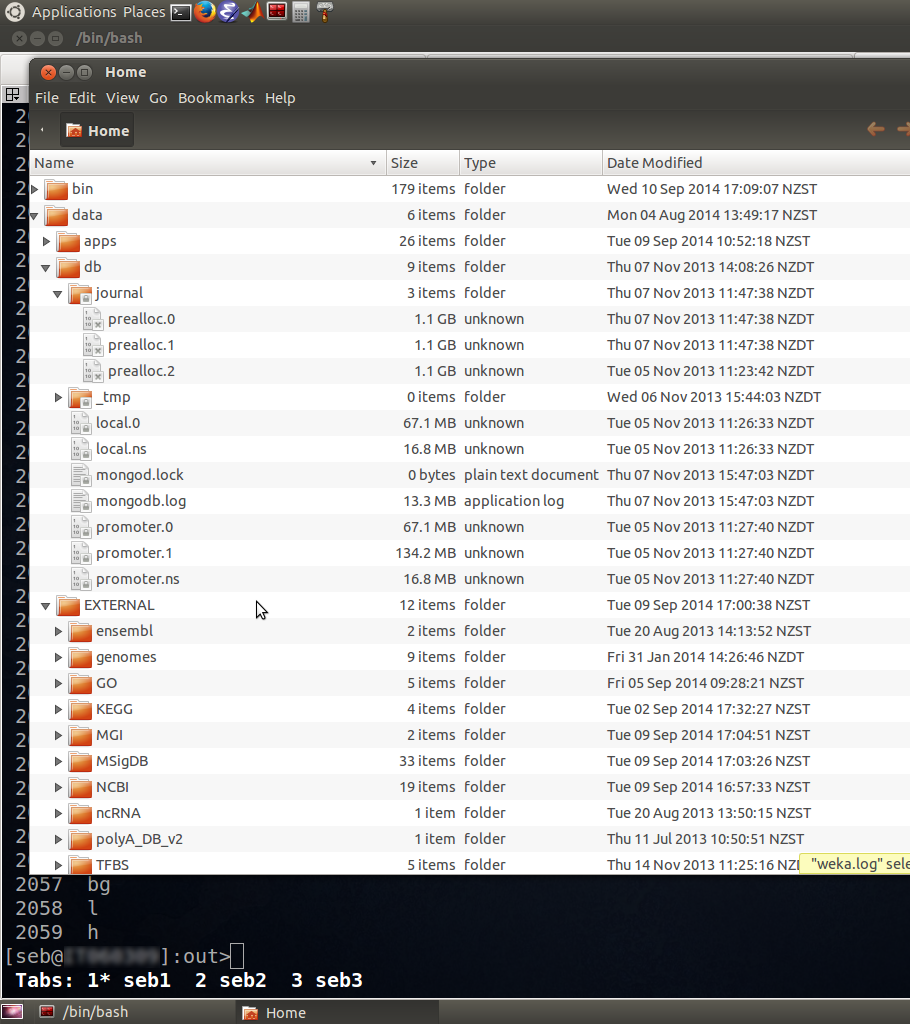 Applications Places
/bin/bash
Home
File Edit View Go Bookmarks Help
Home
Name Size Type Date Modified
bin 179 items folder Wed 10 Sep 2014 17:09:07 NZST
data 6 items folder Mon 04 Aug 2014 13:49:17 NZST
apps 26 items folder Tue 09 Sep 2014 10:52:18 NZST
db 9 items folder Thu 07 Nov 2013 14:08:26 NZDT
journal 3 items folder Thu 07 Nov 2013 11:47:38 NZDT
prealloc.0 1.1 GB unknown Thu 07 Nov 2013 11:47:38 NZDT
prealloc.1 1.1 GB unknown Thu 07 Nov 2013 11:47:38 NZDT
prealloc.2 1.1 GB unknown Tue 05 Nov 2013 11:23:42 NZDT
_tmp 0 items folder Wed 06 Nov 2013 15:44:03 NZDT
local.0 67.1 MB unknown Tue 05 Nov 2013 11:26:33 NZDT
local.ns 16.8 MB unknown Tue 05 Nov 2013 11:26:33 NZDT
mongod.lock 0 bytes plain text document Thu 07 Nov 2013 15:47:03 NZDT
mongodb.log 13.3 MB application log Thu 07 Nov 2013 15:47:03 NZDT
promoter.0 67.1 MB unknown Tue 05 Nov 2013 11:27:40 NZDT
promoter.1 134.2 MB unknown Tue 05 Nov 2013 11:27:40 NZDT
promoter.ns 16.8 MB unknown Tue 05 Nov 2013 11:27:40 NZDT
EXTERNAL 12 items folder Tue 09 Sep 2014 17:00:38 NZST
ensembl 2 items folder Tue 20 Aug 2013 14:13:52 NZST
genomes 9 items folder Fri 31 Jan 2014 14:26:46 NZDT
GO 5 items folder Fri 05 Sep 2014 09:28:21 NZST
KEGG 4 items folder Tue 02 Sep 2014 17:32:27 NZST
MGI 2 items folder Tue 09 Sep 2014 17:04:51 NZST
MSigDB 33 items folder Tue 09 Sep 2014 17:03:26 NZST
NCBI 19 items folder Tue 09 Sep 2014 16:57:33 NZST
ncRNA 1 item folder Tue 20 Aug 2013 13:50:15 NZST
polyA_DB_v2 1 item folder Thu 11 Jul 2013 10:50:51 NZST
TFBS 5 items folder Thu 14 Nov 2013 11:25:16
"weka.log" sele
2057 bg
2058 l
2059 h
[seb@ ]:out>
Tabs: 1* seb1 2 seb2 3 seb3
/bin/bash Home